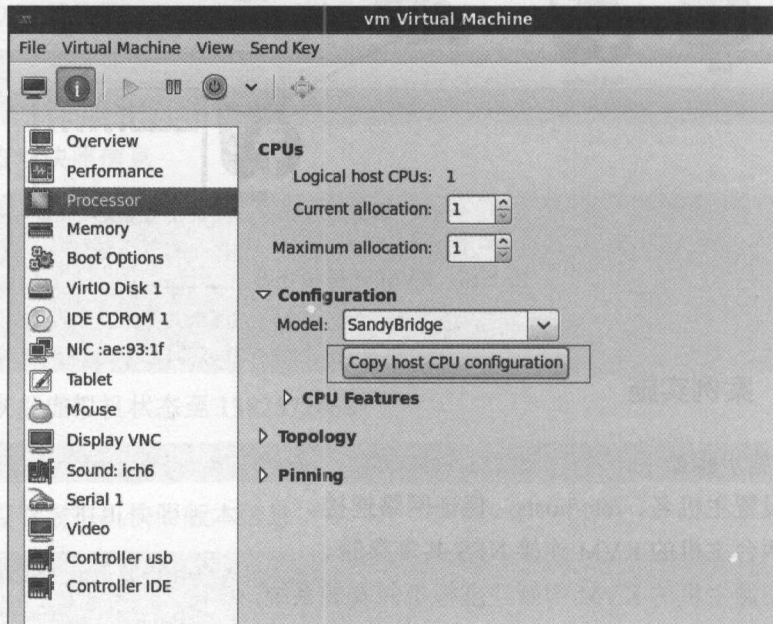 vm Virtual Machine
File Virtual Machine View Send Key
Overview
Performance
Processor
Memory
Boot Options
VirtIO Disk 1
IDE CDROM 1
NIC :ae:93:1f
Tablet
Mouse
Display VNC
Sound: ich6
Serial 1
Video
Controller usb
Controller IDE
CPUs
Logical host CPUs: 1
Current allocation: 1
Maximum allocation: 1
Configuration
Model: SandyBridge
Copy host CPU configuration
CPU Features
Topology
Pinning